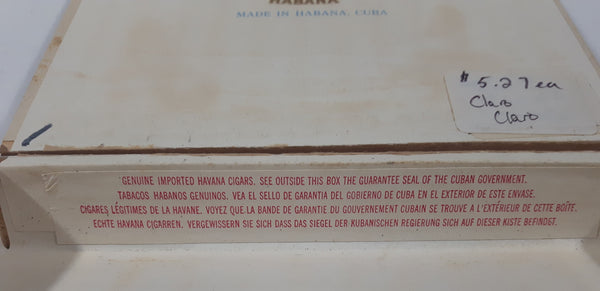 HABANA
MADE IN HABANA, CUBA
$5.27 ea
Claro
Claro
GENUINE IMPORTED HAVANA CIGARS. SEE OUTSIDE THIS BOX THE GUARANTEE SEAL OF THE CUBAN GOVERNMENT.
TABACOS HABANOS GENUINOS. VEA EL SELLO DE GARANTIA DEL GOBIERNO DE CUBA EN EL EXTERIOR DE ESTE ENVASE.
CIGARES LÉGITIMES DE LA HAVANE. VOYEZ QUE LA BANDE DE GARANTIE DU GOUVERNEMENT CUBAIN SE TROUVE À L'EXTÉRIEUR DE CETTE BOÎTE.
ECHTE HAVANA CIGARREN. VERGEWISSERN SIE SICH DASS DAS SIEGEL DER KUBANISCHEN REGIERUNG SICH AUF DIESER KISTE BEFINDET.